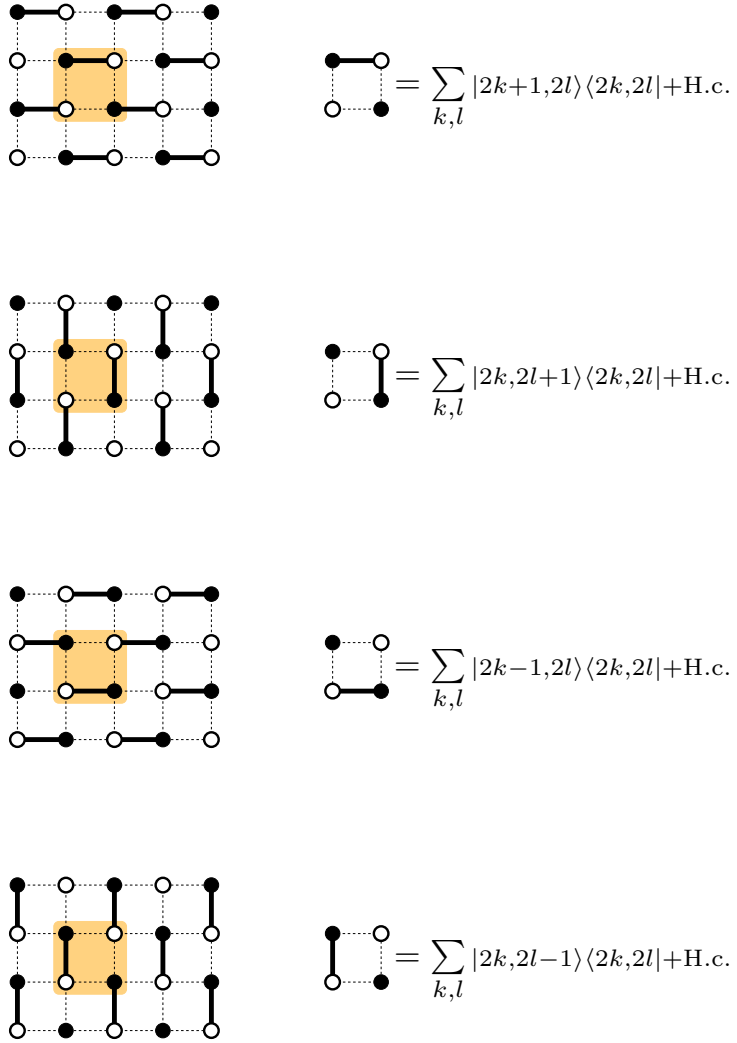 = ∑_{k,l} |2k+1,2l⟩⟨2k,2l|+H.c.
= ∑_{k,l} |2k,2l+1⟩⟨2k,2l|+H.c.
= ∑_{k,l} |2k−1,2l⟩⟨2k,2l|+H.c.
= ∑_{k,l} |2k,2l−1⟩⟨2k,2l|+H.c.